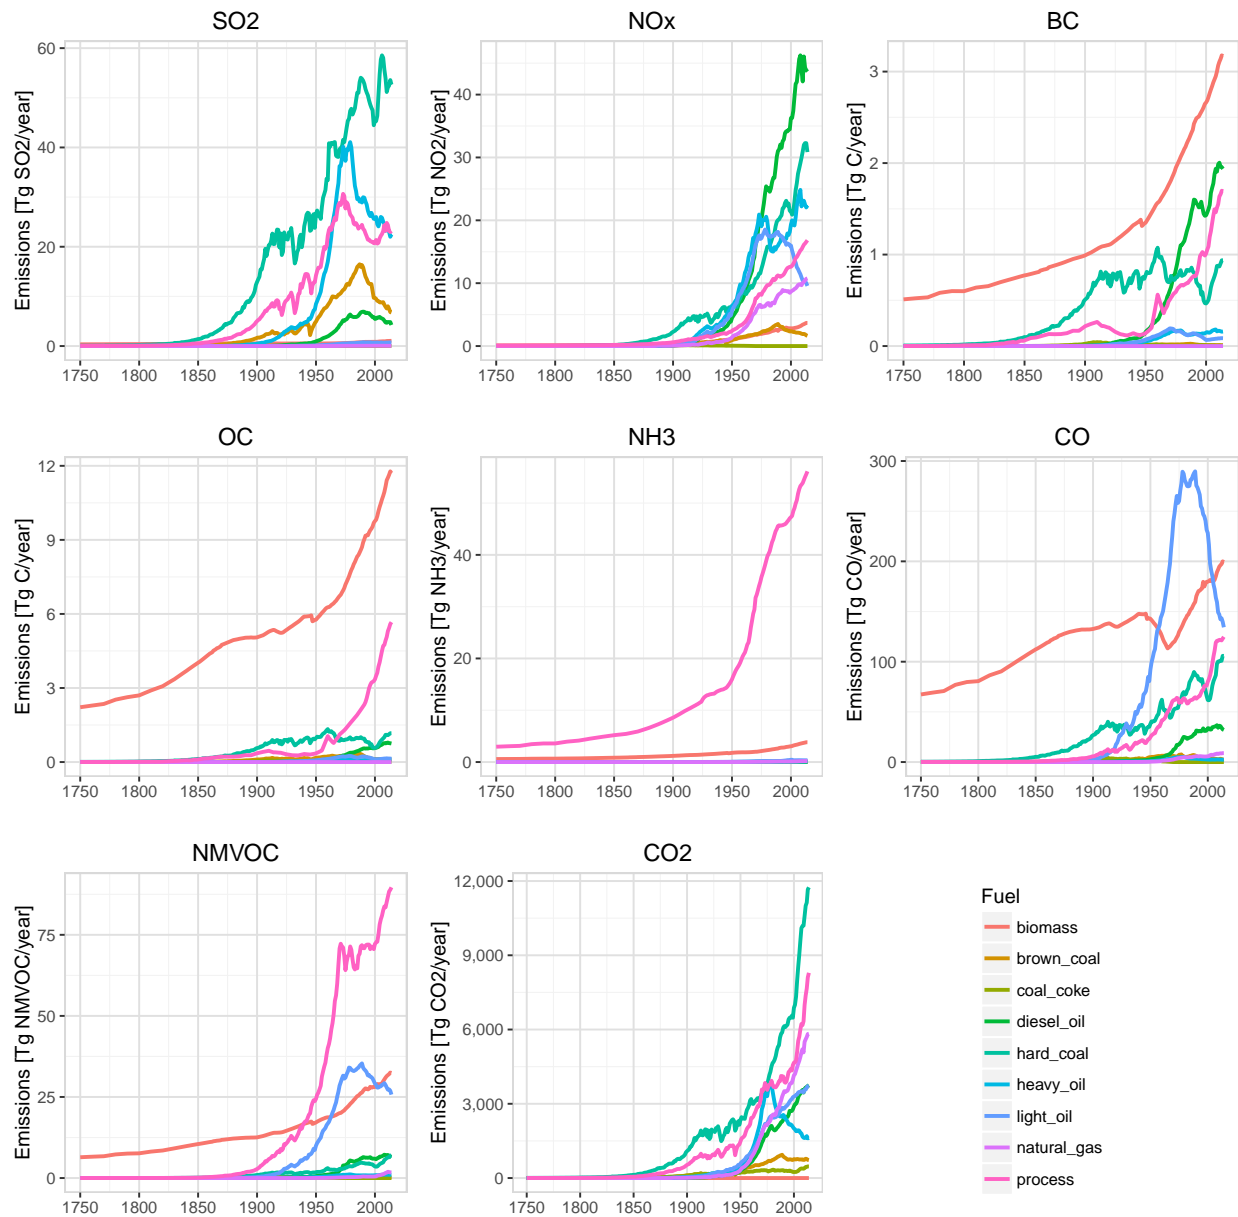 SO2
Emissions [Tg SO2/year]
60
40
20
0
1750 1800 1850 1900 1950 2000
NOx
Emissions [Tg NO2/year]
40
30
20
10
0
1750 1800 1850 1900 1950 2000
BC
Emissions [Tg C/year]
3
2
1
0
1750 1800 1850 1900 1950 2000
OC
Emissions [Tg C/year]
12
9
6
3
0
1750 1800 1850 1900 1950 2000
NH3
Emissions [Tg NH3/year]
40
20
0
1750 1800 1850 1900 1950 2000
CO
Emissions [Tg CO/year]
300
200
100
0
1750 1800 1850 1900 1950 2000
NMVOC
Emissions [Tg NMVOC/year]
75
50
25
0
1750 1800 1850 1900 1950 2000
CO2
Emissions [Tg CO2/year]
12,000
9,000
6,000
3,000
0
1750 1800 1850 1900 1950 2000
Fuel
biomass
brown_coal
coal_coke
diesel_oil
hard_coal
heavy_oil
light_oil
natural_gas
process